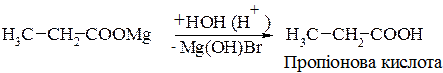 H₃C─CH₂─COOMg + HOH (H⁺) → H₃C─CH₂─COOH
- Mg(OH)Br
Пропіонова кислота